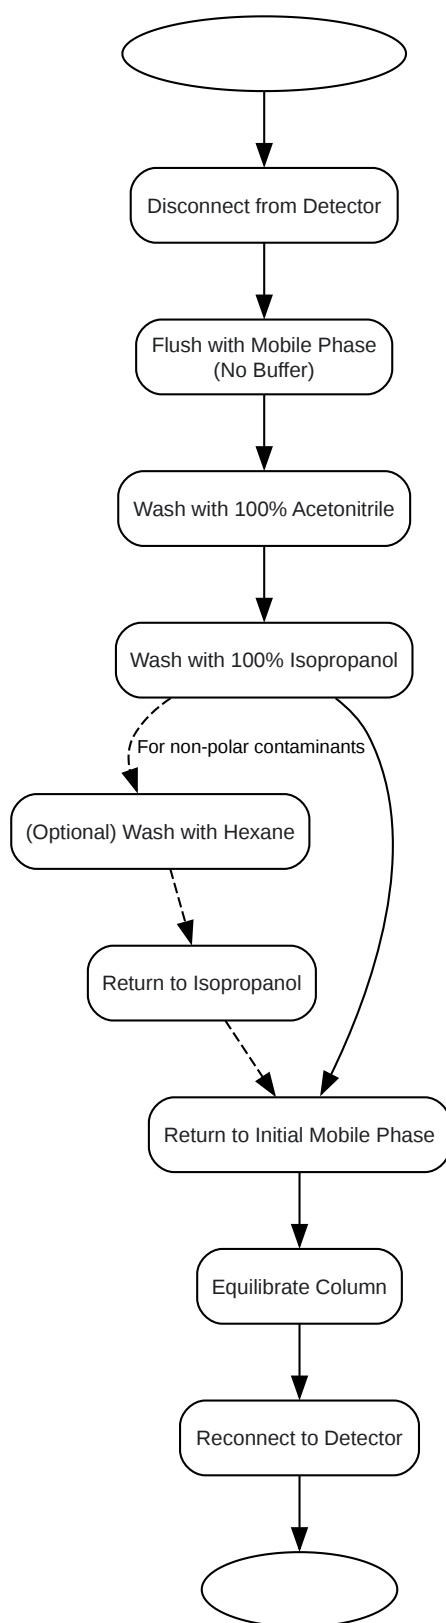 Disconnect from Detector
Flush with Mobile Phase
(No Buffer)
Wash with 100% Acetonitrile
Wash with 100% Isopropanol
For non-polar contaminants
(Optional) Wash with Hexane
Return to Isopropanol
Return to Initial Mobile Phase
Equilibrate Column
Reconnect to Detector